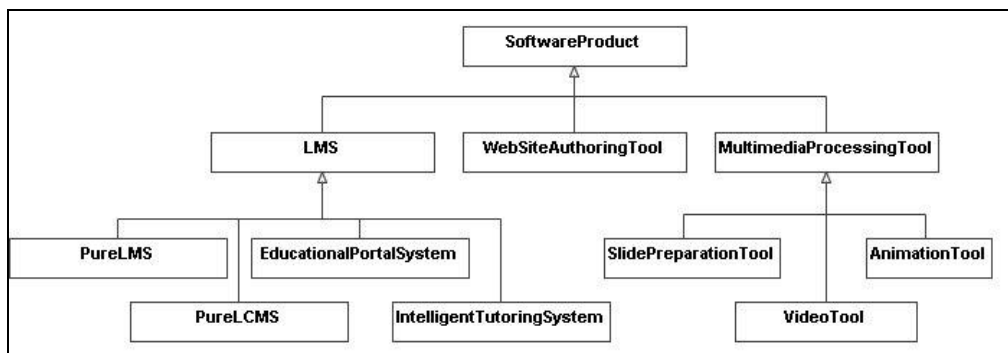 SoftwareProduct
LMS
WebSiteAuthoringTool
MultimediaProcessingTool
PureLMS
EducationalPortalSystem
SlidePreparationTool
AnimationTool
PureLCMS
IntelligentTutoringSystem
VideoTool